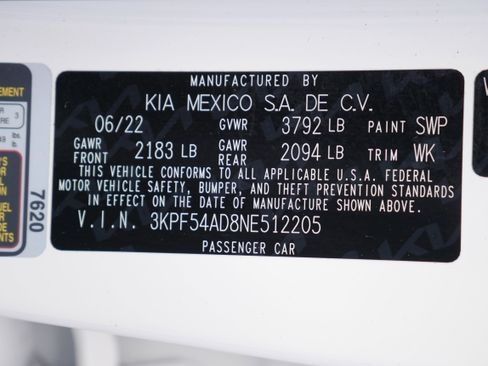 MANUFACTURED BY
KIA MEXICO S.A. DE C.V.
06/22 GVWR 3792 LB PAINT SWP
GAWR FRONT 2183 LB GAWR REAR 2094 LB TRIM WK
THIS VEHICLE CONFORMS TO ALL APPLICABLE U.S.A. FEDERAL
MOTOR VEHICLE SAFETY, BUMPER, AND THEFT PREVENTION STANDARDS
IN EFFECT ON THE DATE OF MANUFACTURE SHOWN ABOVE.
V.I.N. 3KPF54AD8NE512205
PASSENGER CAR
7620